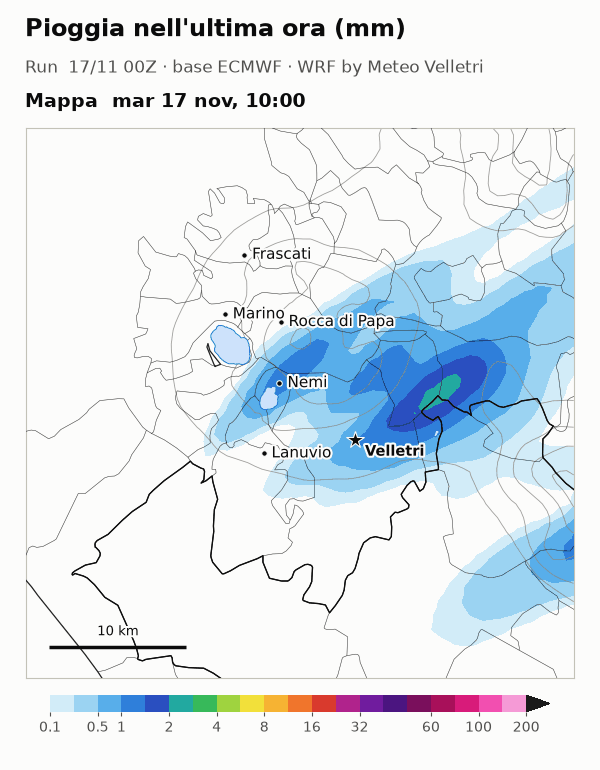 Pioggia nell'ultima ora (mm)
Run  17/11 00Z · base ECMWF · WRF by Meteo Velletri
Mappa  mar 17 nov, 10:00
Frascati
Marino
Rocca di Papa
Nemi
Velletri
Lanuvio
10 km
0.1 0.5 1 2 4 8 16 32 60 100 200